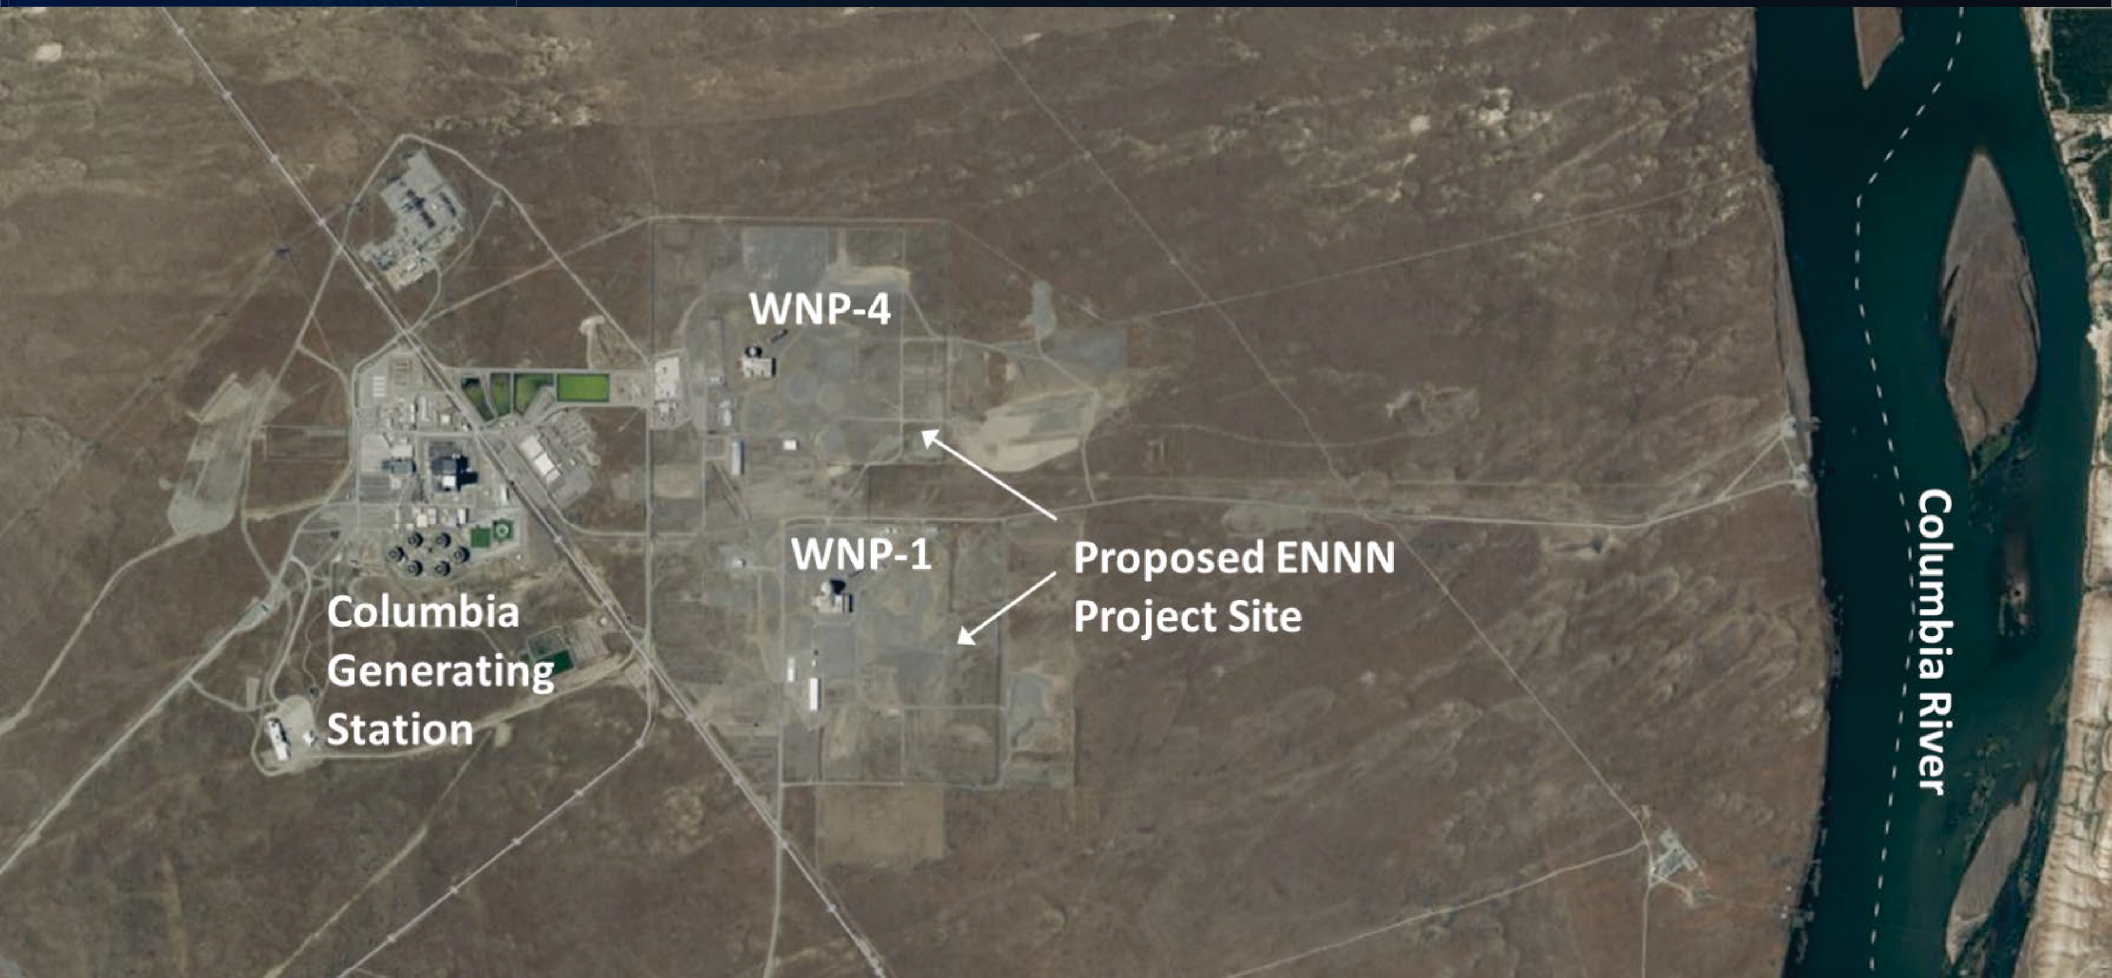 WNP-4
WNP-1
Proposed ENNN
Project Site
Columbia
Generating
Station
Columbia River